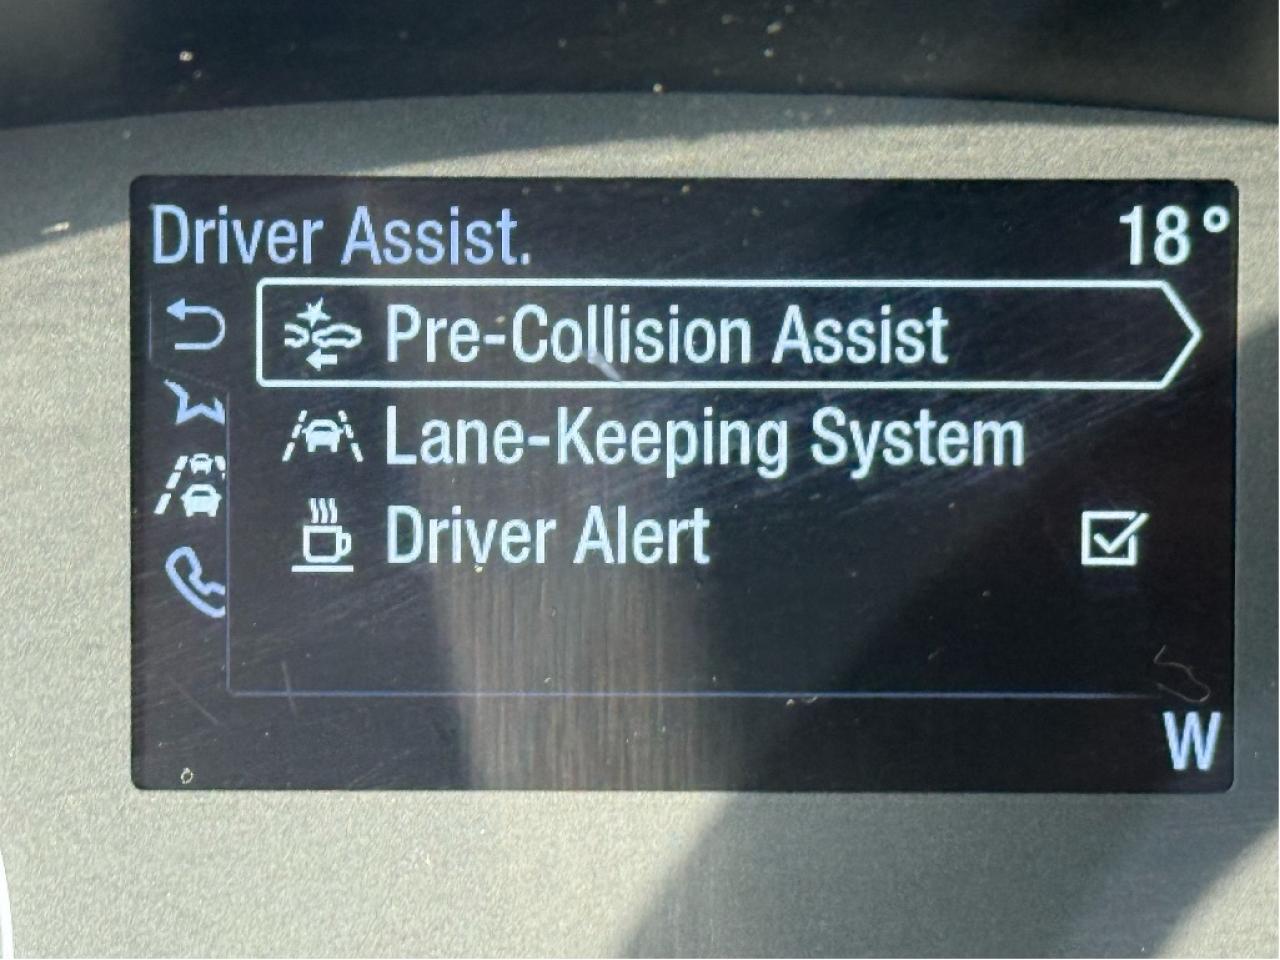 Driver Assist. 18°
Pre-Collision Assist
Lane-Keeping System
Driver Alert
W